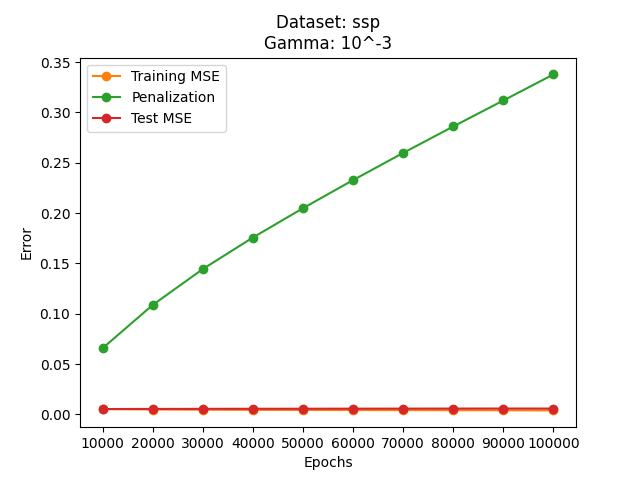 Dataset: ssp
Gamma: 10^-3
Training MSE
Penalization
Test MSE
0.35
0.30
0.25
0.20
0.15
0.10
0.05
0.00
Error
10000 20000 30000 40000 50000 60000 70000 80000 90000 100000
Epochs